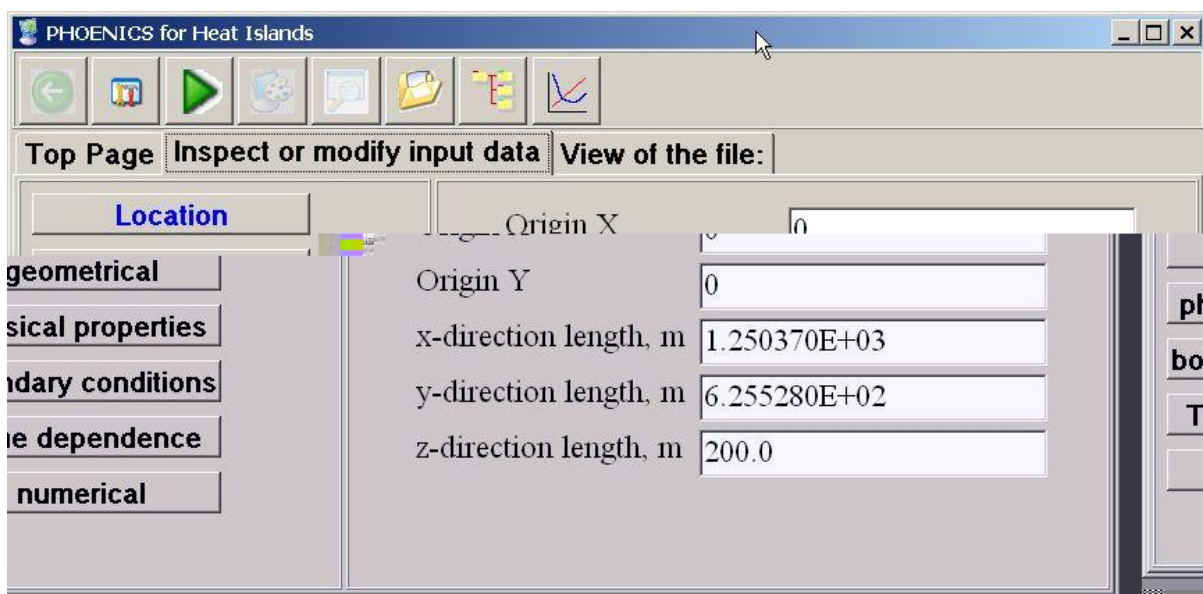 PHOENICS for Heat Islands
Top Page Inspect or modify input data View of the file:
Location
Origin X 0
geometrical
Origin Y 0
sical properties
x-direction length, m 1.250370E+03
ndary conditions
y-direction length, m 6.255280E+02
e dependence
z-direction length, m 200.0
numerical
ph
bo
T